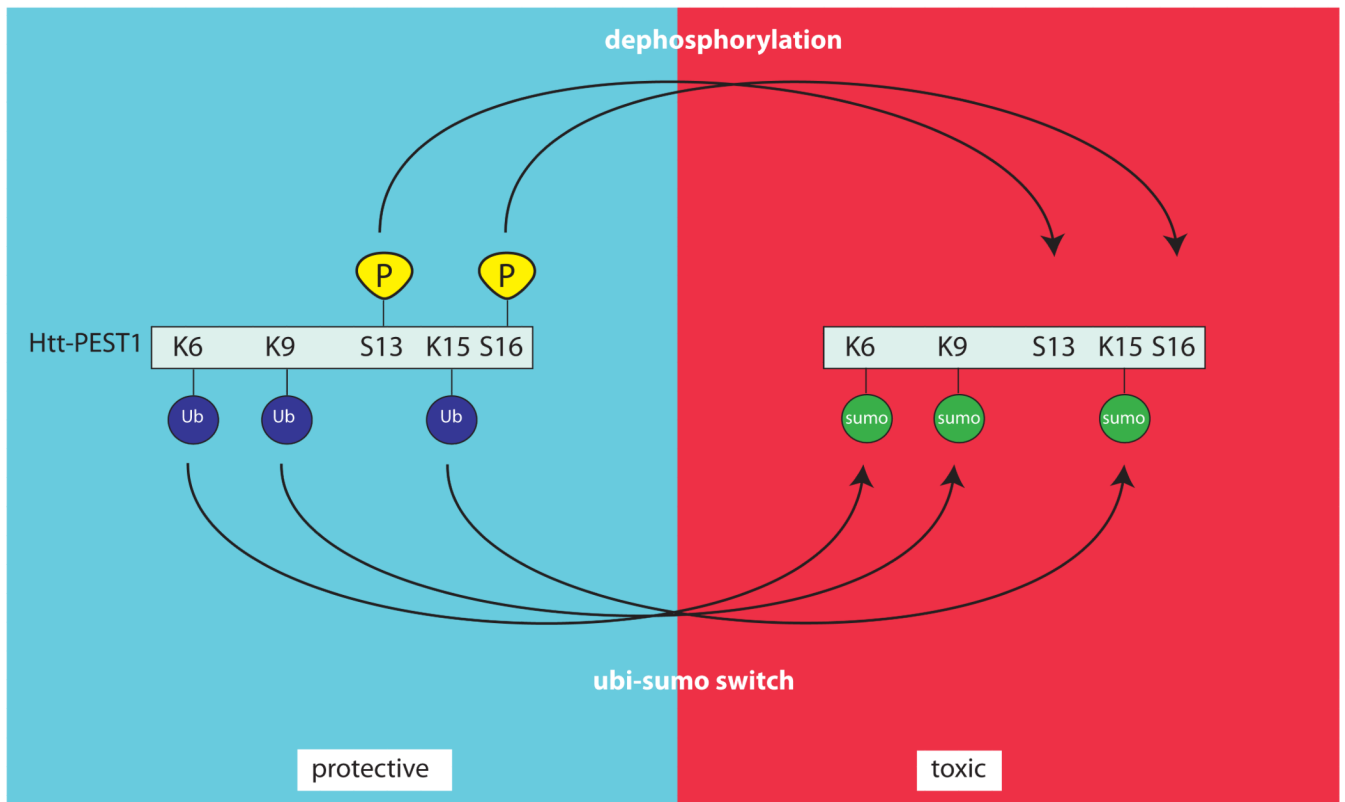 dephosphorylation
P P
Htt-PEST1 K6 K9 S13 K15 S16 K6 K9 S13 K15 S16
Ub Ub Ub sumo sumo sumo
ubi-sumo switch
protective toxic